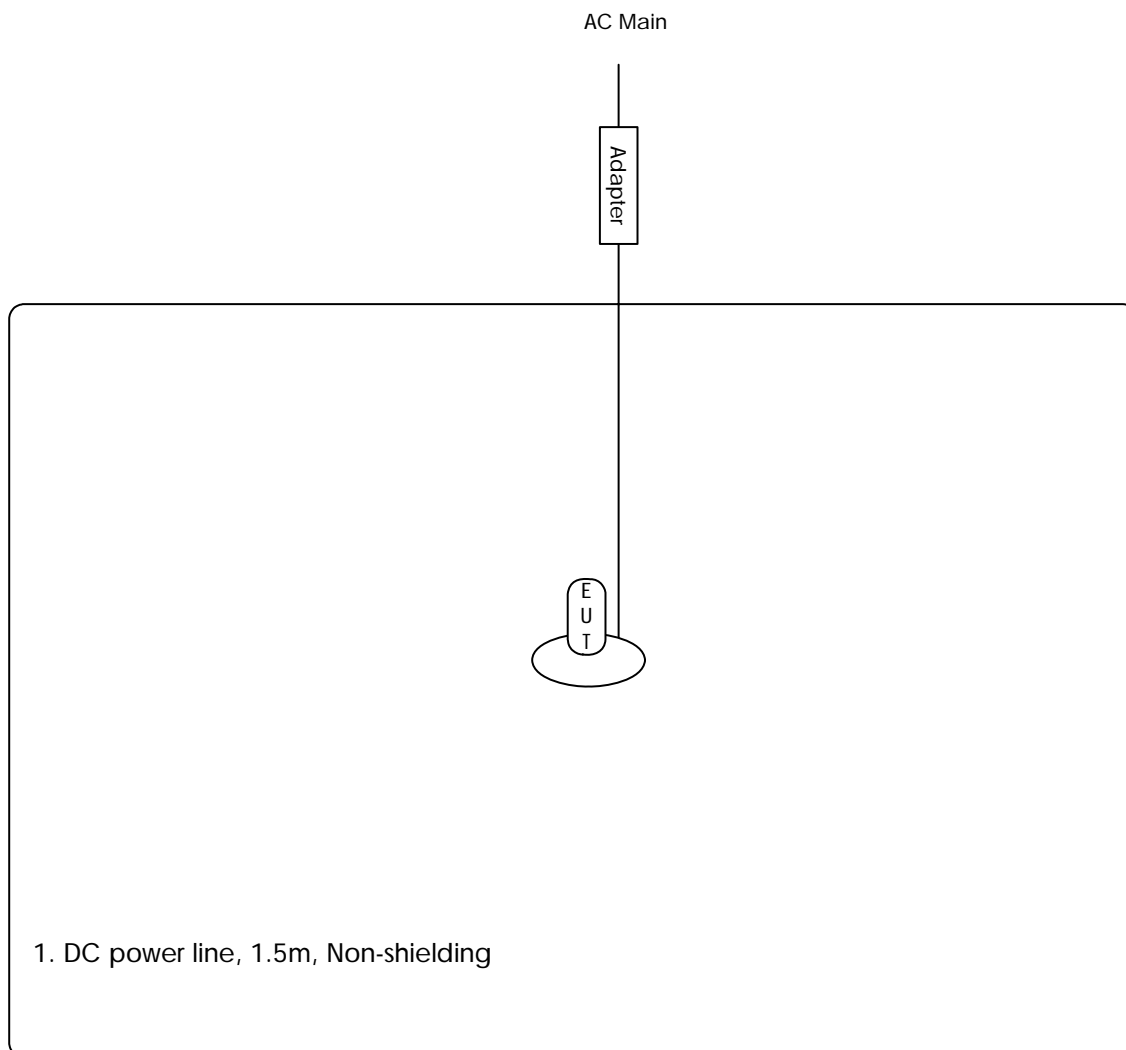 AC Main
Adapter
E
U
T
1. DC power line, 1.5m, Non-shielding